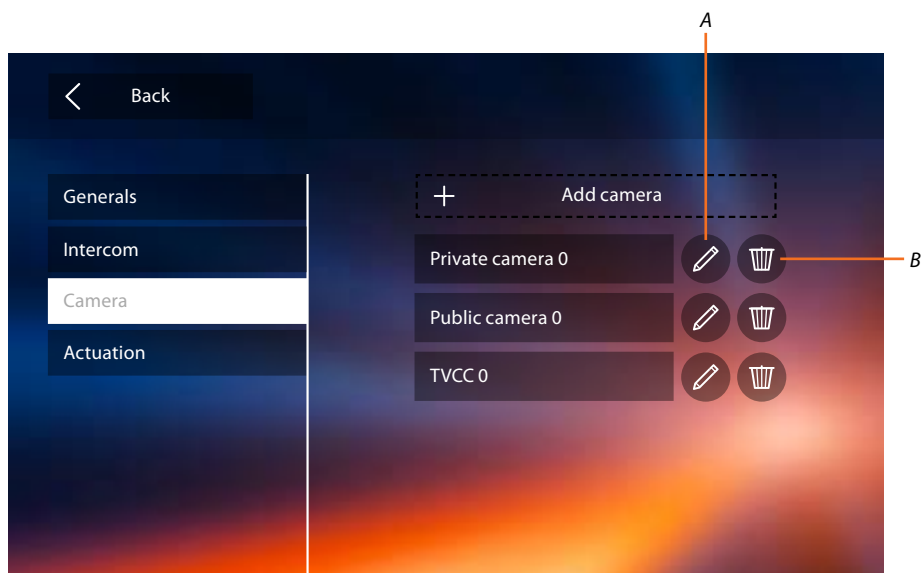 A
Back
Generals
Intercom
Camera
Actuation
Add camera
Private camera 0
B
Public camera 0
TVCC 0